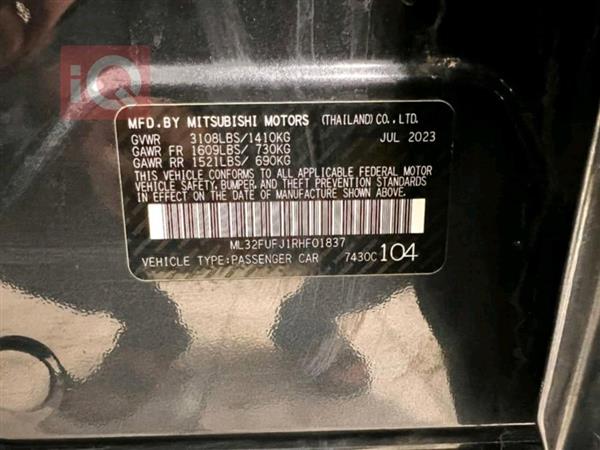 iQ
MFD.BY MITSUBISHI MOTORS (THAILAND) CO.,LTD.
GVWR 3108LBS/1410KG JUL 2023
GAWR FR 1609LBS/ 730KG
GAWR RR 1521LBS/ 690KG
THIS VEHICLE CONFORMS TO ALL APPLICABLE FEDERAL MOTOR
VEHICLE SAFETY, BUMPER, AND THEFT PREVENTION STANDARDS
IN EFFECT ON THE DATE OF MANUFACTURE SHOWN ABOVE.
ML32FUFJ1RHF01837
VEHICLE TYPE:PASSENGER CAR 7430C 104